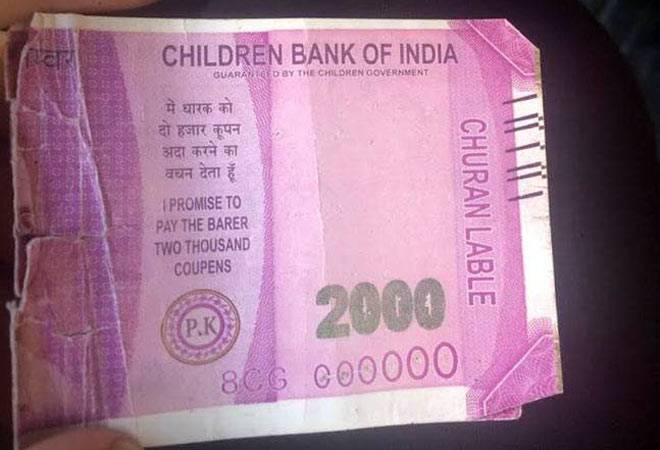 CHILDREN BANK OF INDIA
GUARANTEED BY THE CHILDREN GOVERNMENT
मे धारक को
दो हजार कूपन
अदा करने का
वचन देता हूँ
I PROMISE TO
PAY THE BARER
TWO THOUSAND
COUPENS
P.K
2000
8CG 000000
CHURAN LABLE